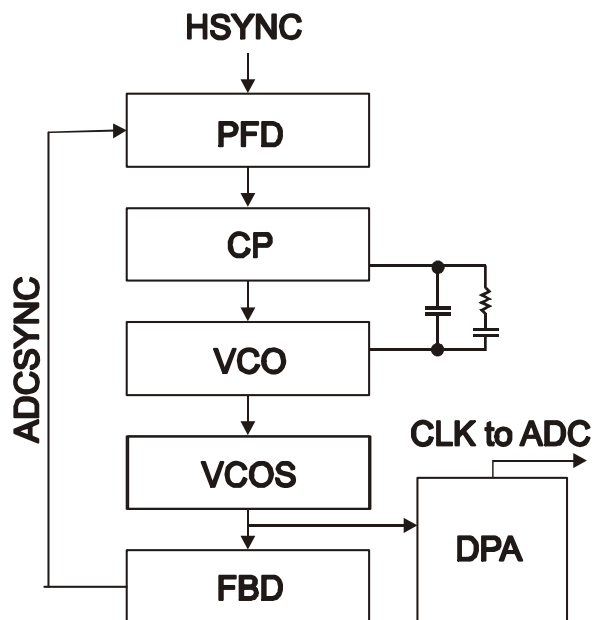 HSYNC
PFD
CP
VCO
ADCSYNC
CLK to ADC
VCOS
DPA
FBD